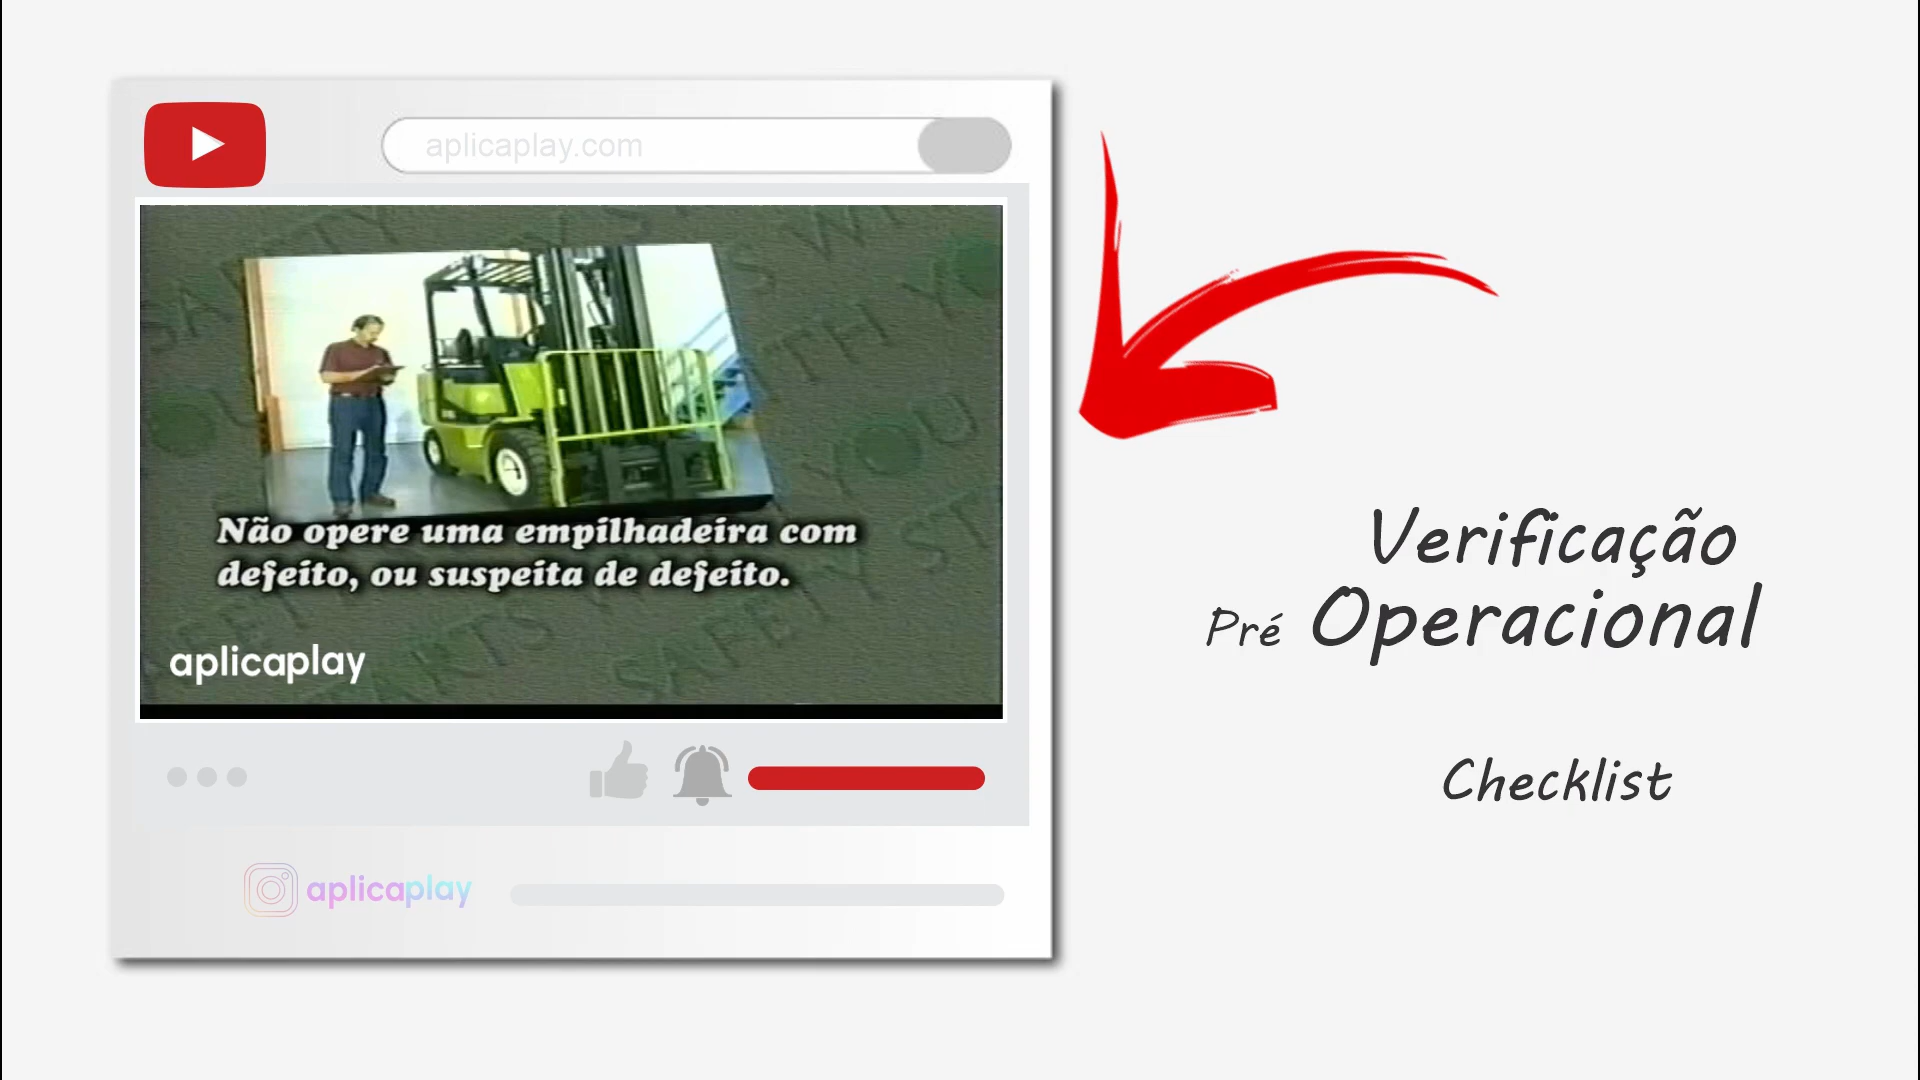 aplicaplay.com
Não opere uma empilhadeira com
defeito, ou suspeita de defeito.
aplicaplay
aplicaplay
Verificação
Pré Operacional
Checklist